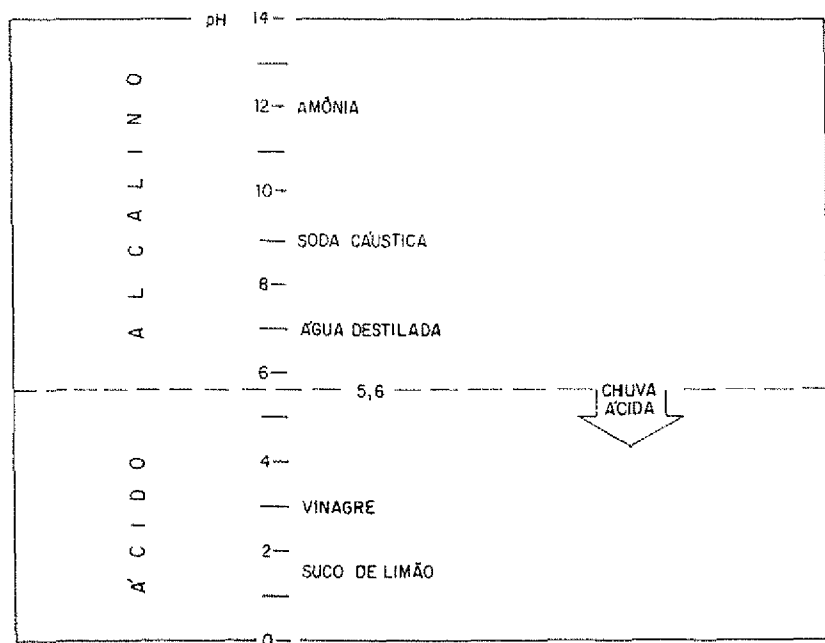 pH 14
12 AMÔNIA
10
SODA CÁUSTICA
8
ÁGUA DESTILADA
6
5,6
CHUVA
ÁCIDA
4
VINAGRE
2
SUCO DE LIMÃO
0
ALCALINO
ÁCIDO